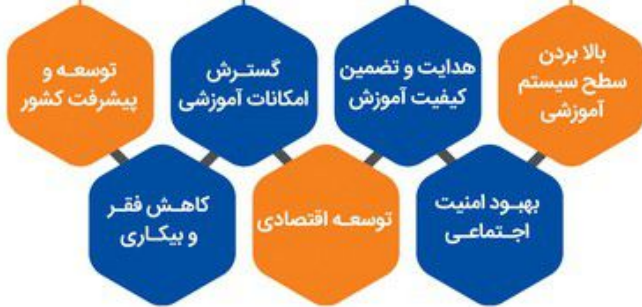 بالا بردن
سطح سیستم
آموزشی
هدایت و تضمین
کیفیت آموزش
گسترش
امکانات آموزشی
توسعه و
پیشرفت کشور
بهبود امنیت
اجتماعی
توسعه اقتصادی
کاهش فقر
و بیکاری